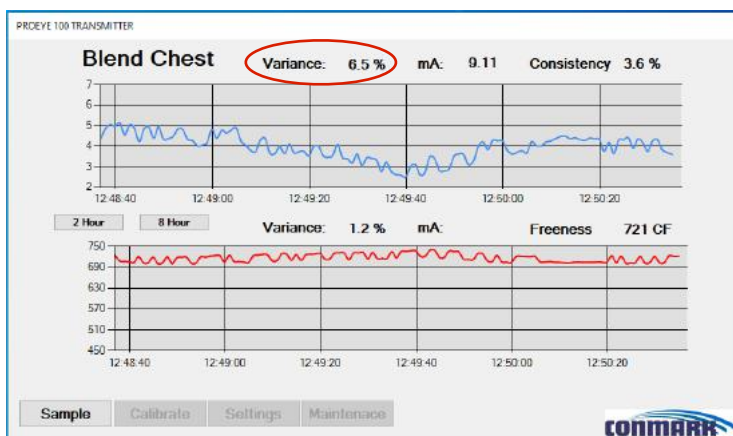 PROEYE 100 TRANSMITTER
Blend Chest Variance: 6.5 % mA: 9.11 Consistency 3.6 %
7
6
5
4
3
2
12:48:40 12:49:00 12:49:20 12:49:40 12:50:00 12:50:20
2 Hour 8 Hour Variance: 1.2 % mA: Freeness 721 CF
750
690
630
570
510
450
12:48:40 12:49:00 12:49:20 12:49:40 12:50:00 12:50:20
Sample Calibrate Settings Maintenace
CONMARK